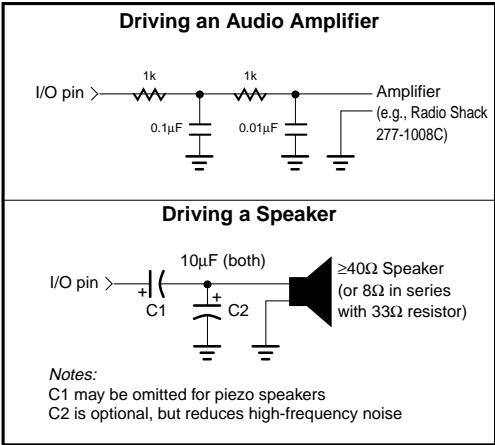 Driving an Audio Amplifier
1k
1k
I/O pin
Amplifier
(e.g., Radio Shack
277-1008C)
0.1µF
0.01µF
Driving a Speaker
10µF (both)
I/O pin
+
C1
+
C2
≥40Ω Speaker
(or 8Ω in series
with 33Ω resistor)
Notes:
C1 may be omitted for piezo speakers
C2 is optional, but reduces high-frequency noise